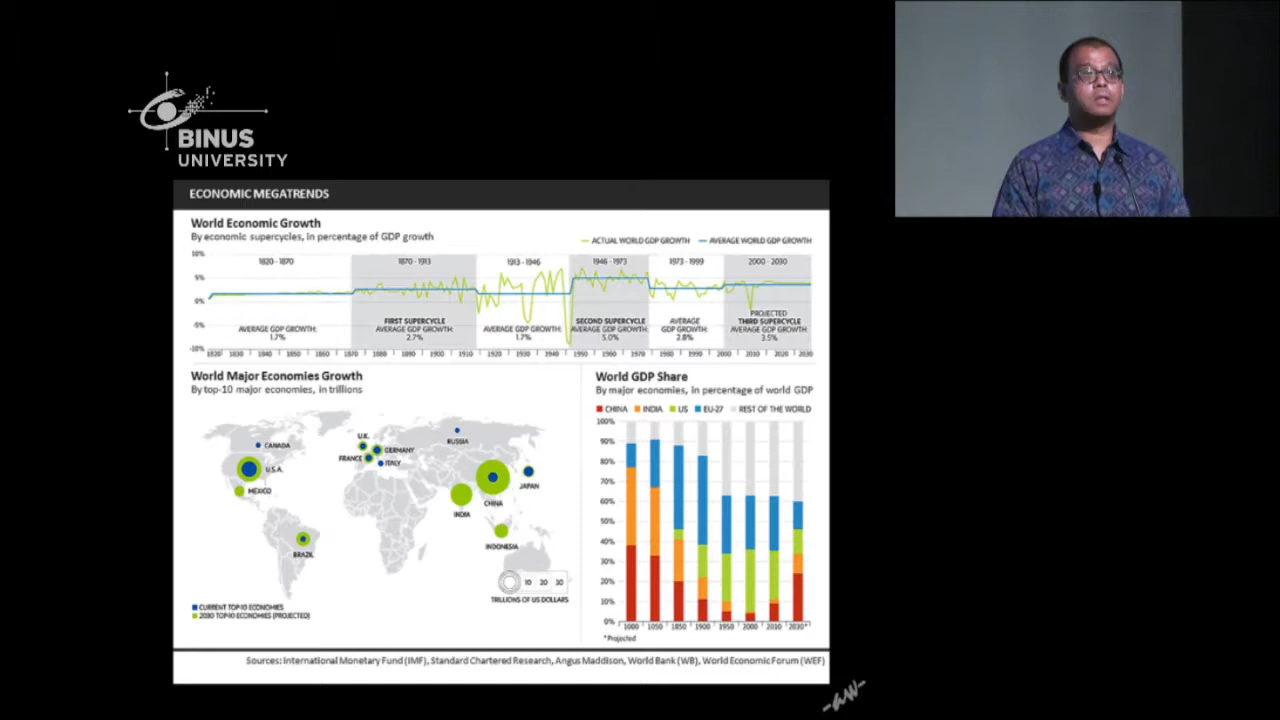 BINUS
UNIVERSITY
ECONOMIC MEGATRENDS
World Economic Growth
By economic supercycles, in percentage of GDP growth
ACTUAL WORLD GDP GROWTH AVERAGE WORLD GDP GROWTH
10%
5%
0%
-5%
-10%
1820 - 1870 1870 - 1913 1913 - 1946 1946 - 1973 1973 - 1999 2000 - 2030
AVERAGE GDP GROWTH:
1.7%
FIRST SUPERCYCLE
AVERAGE GDP GROWTH:
2.7%
AVERAGE GDP GROWTH:
1.7%
SECOND SUPERCYCLE
AVERAGE GDP GROWTH:
5.0%
AVERAGE
GDP GROWTH:
2.8%
PROJECTED
THIRD SUPERCYCLE
AVERAGE GDP GROWTH:
3.5%
1820 1830 1840 1850 1860 1870 1880 1890 1900 1910 1920 1930 1940 1950 1960 1970 1980 1990 2000 2010 2020 2030
World Major Economies Growth
By top-10 major economies, in trillions
CANADA
U.S.A.
MEXICO
BRAZIL
U.K.
FRANCE
GERMANY
ITALY
RUSSIA
CHINA
JAPAN
INDIA
INDONESIA
10 20 30
TRILLIONS OF US DOLLARS
CURRENT TOP-10 ECONOMIES
2030 TOP-10 ECONOMIES (PROJECTED)
World GDP Share
By major economies, in percentage of world GDP
CHINA INDIA US EU-27 REST OF THE WORLD
100%
90%
80%
70%
60%
50%
40%
30%
20%
10%
0%
1000 1050 1850 1900 1950 2000 2010 2030*
*Projected
Sources: International Monetary Fund (IMF), Standard Chartered Research, Angus Maddison, World Bank (WB), World Economic Forum (WEF)